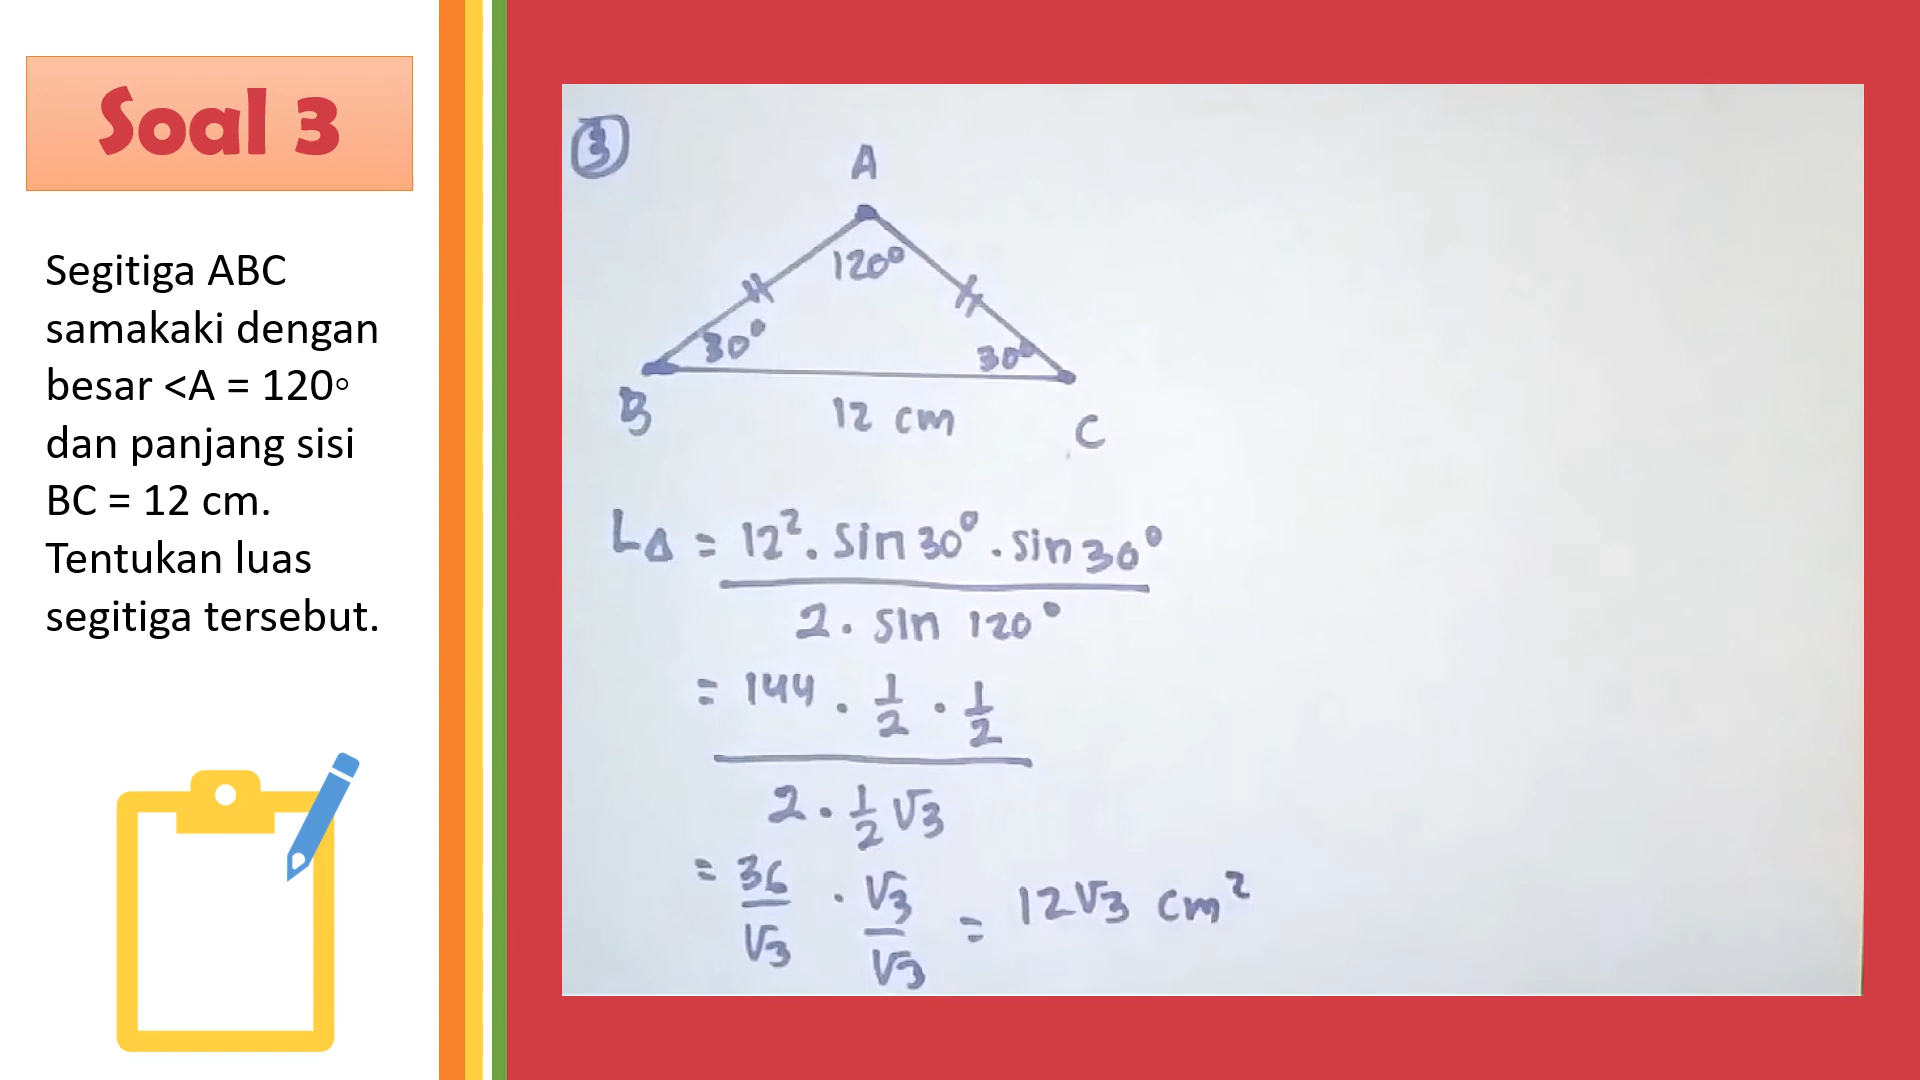 Soal 3
Segitiga ABC
samakaki dengan
besar <A = 120◦
dan panjang sisi
BC = 12 cm.
Tentukan luas
segitiga tersebut.
3
A
120°
30°
30°
B
12 cm
C
L∆ = 12². sin 30° . sin 30°
2. sin 120°
= 144 . 1/2 . 1/2
2 . 1/2 √3
= 36/√3 . √3/√3 = 12√3 cm²